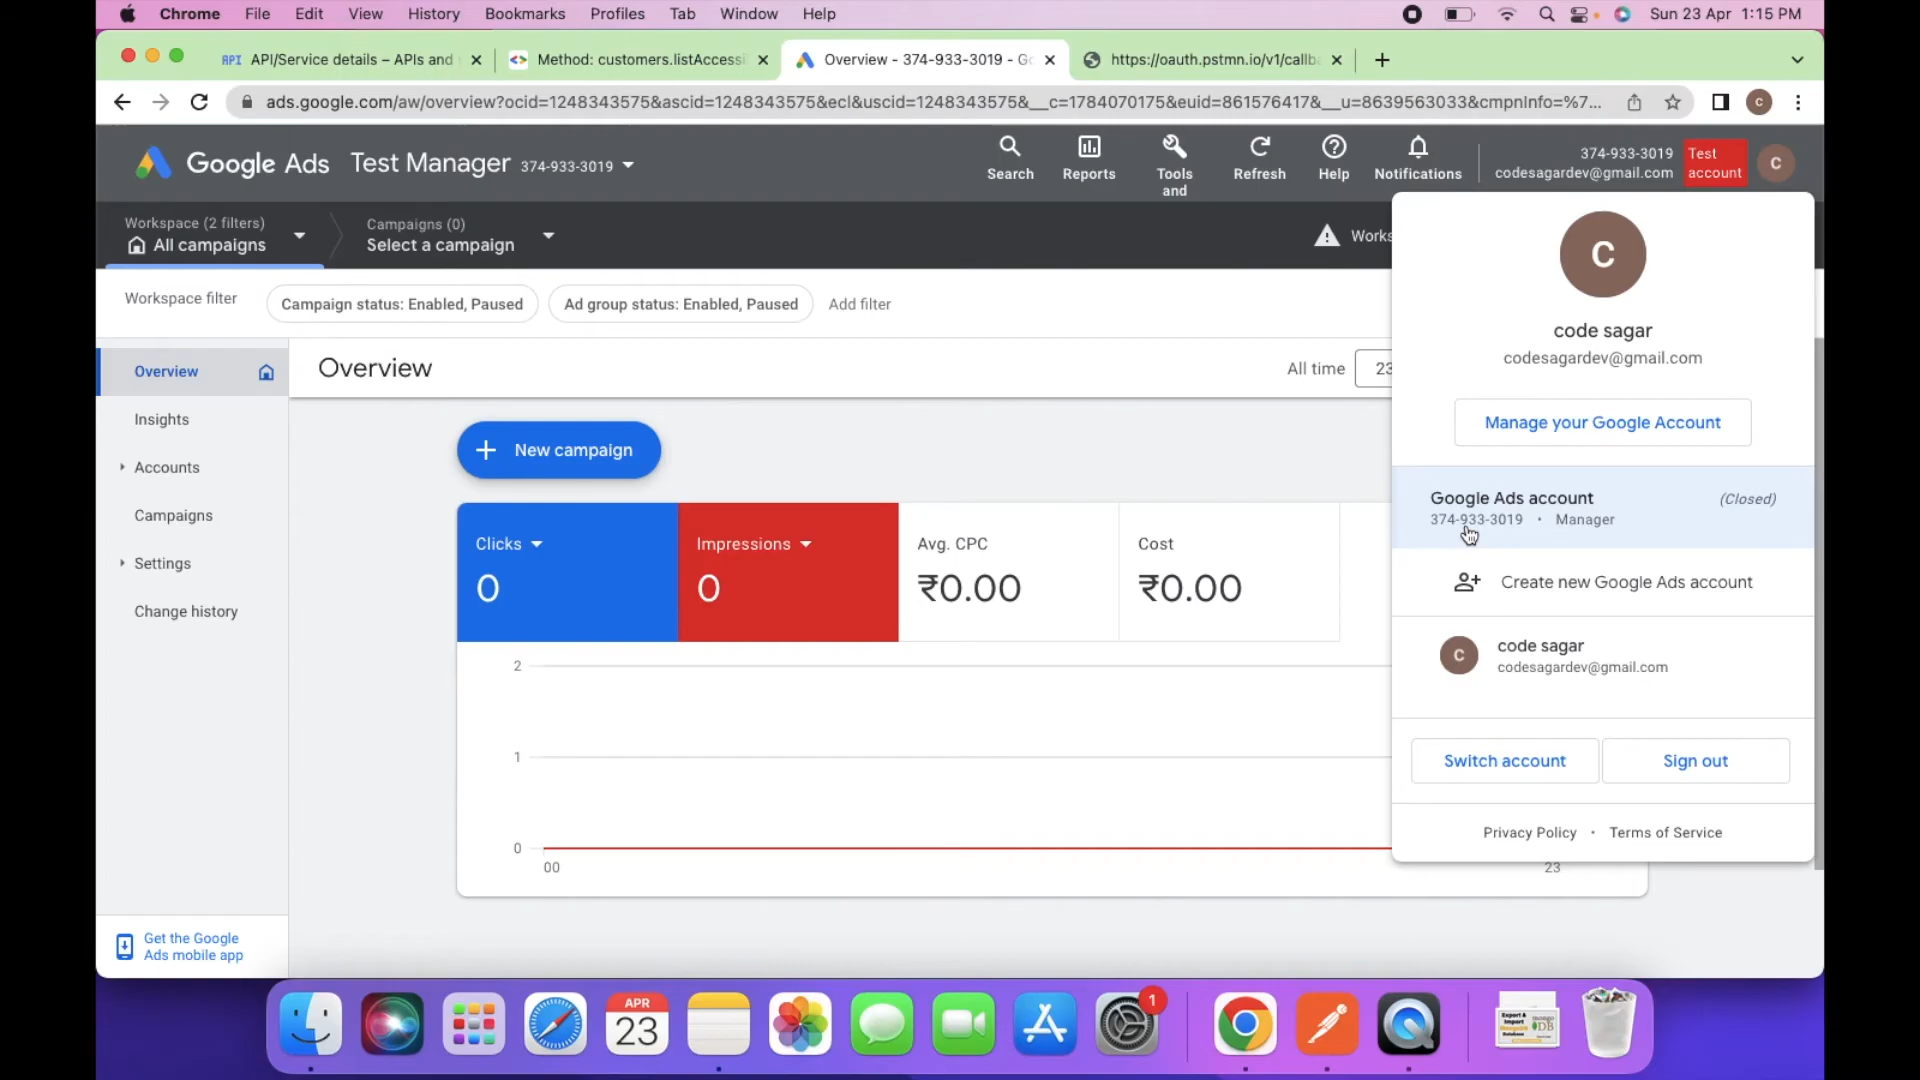 Chrome File Edit View History Bookmarks Profiles Tab Window Help
Sun 23 Apr 1:15 PM
API API/Service details – APIs and
Method: customers.listAccessi
Overview - 374-933-3019 - Go
https://oauth.pstmn.io/v1/callba
ads.google.com/aw/overview?ocid=1248343575&ascid=1248343575&ecl&uscid=1248343575&__c=1784070175&euid=861576417&__u=8639563033&cmpnInfo=%7...
C
Google Ads Test Manager 374-933-3019
Search
Reports
Tools
and
Refresh
Help
Notifications
374-933-3019
codesagardev@gmail.com
Test
account
C
Workspace (2 filters)
All campaigns
Campaigns (0)
Select a campaign
Works
Workspace filter
Campaign status: Enabled, Paused
Ad group status: Enabled, Paused
Add filter
Overview
Insights
Accounts
Campaigns
Settings
Change history
Get the Google
Ads mobile app
Overview
All time
23
New campaign
Clicks
0
Impressions
0
Avg. CPC
₹0.00
Cost
₹0.00
2
1
0
00
23
C
code sagar
codesagardev@gmail.com
Manage your Google Account
Google Ads account
(Closed)
374-933-3019 • Manager
Create new Google Ads account
C
code sagar
codesagardev@gmail.com
Switch account
Sign out
Privacy Policy • Terms of Service
APR
23
1
Export &
Import
DB